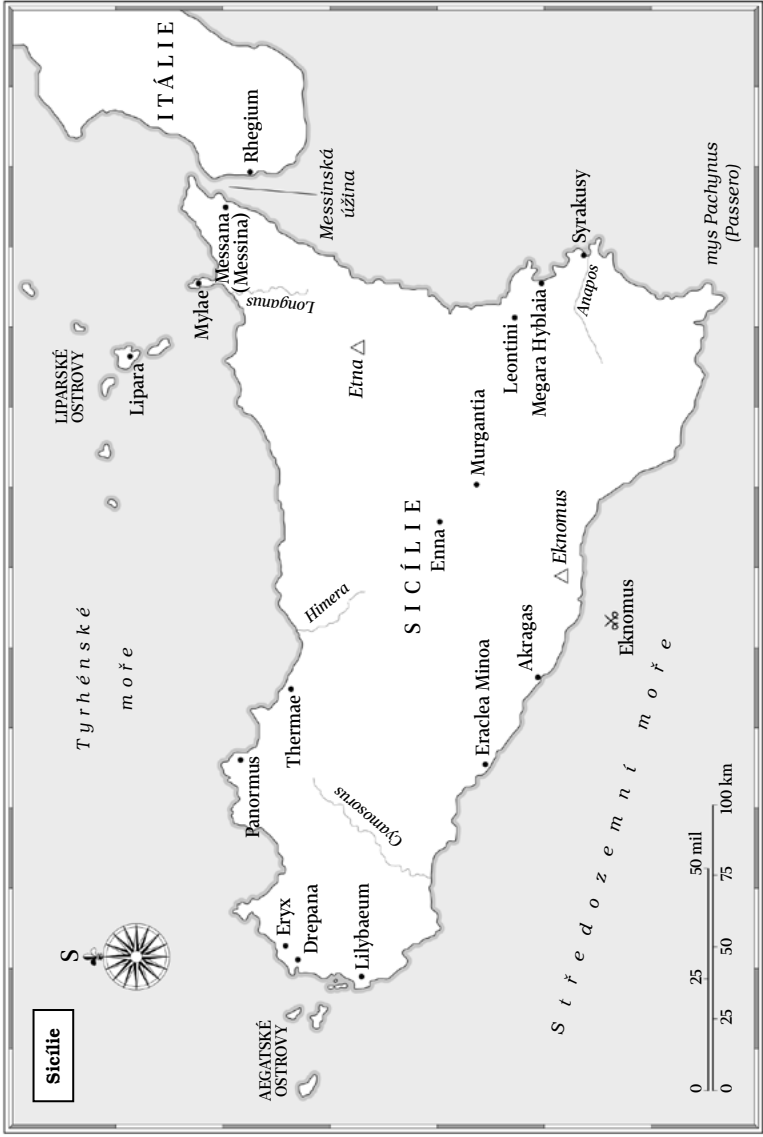 Sicílie
S
ITÁLIE
Rhegium
Messinská
úžina
Messana
(Messina)
Mylae
Longanus
LIPARSKÉ
OSTROVY
Lipara
Tyrhénské
moře
Etna
Himera
Thermae
Panormus
Cyamosorus
Eryx
Drepana
Lilybaeum
AEGATSKÉ
OSTROVY
SICÍLIE
Enna
Murgantia
Leontini
Megara Hyblaia
Syrakusy
Anapos
mys Pachynus
(Passero)
Eknomus
Akragas
Eraclea Minoa
Eknomus
Středozemní moře
0 25 50 mil
0 25 50 75 100 km